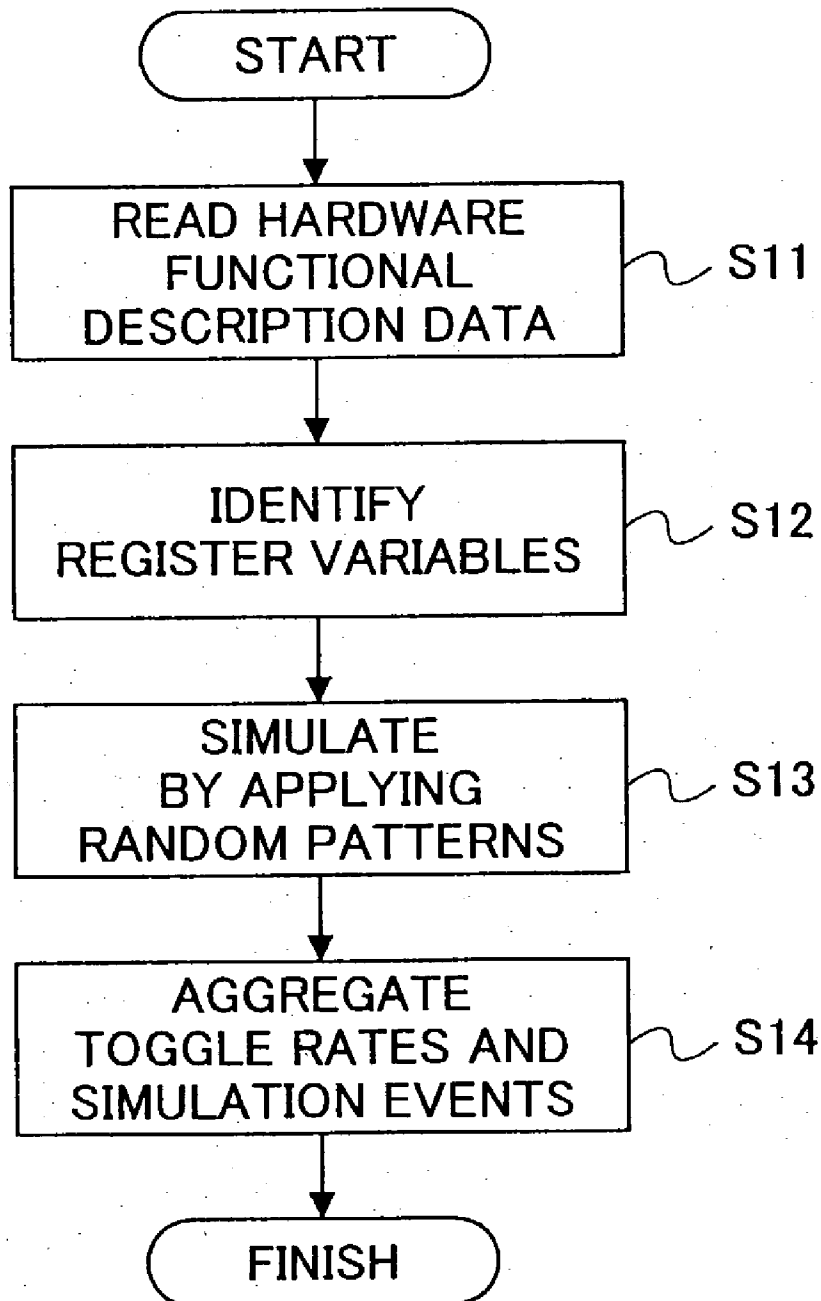 START
READ HARDWARE
FUNCTIONAL
DESCRIPTION DATA
S11
IDENTIFY
REGISTER VARIABLES
S12
SIMULATE
BY APPLYING
RANDOM PATTERNS
S13
AGGREGATE
TOGGLE RATES AND
SIMULATION EVENTS
S14
FINISH